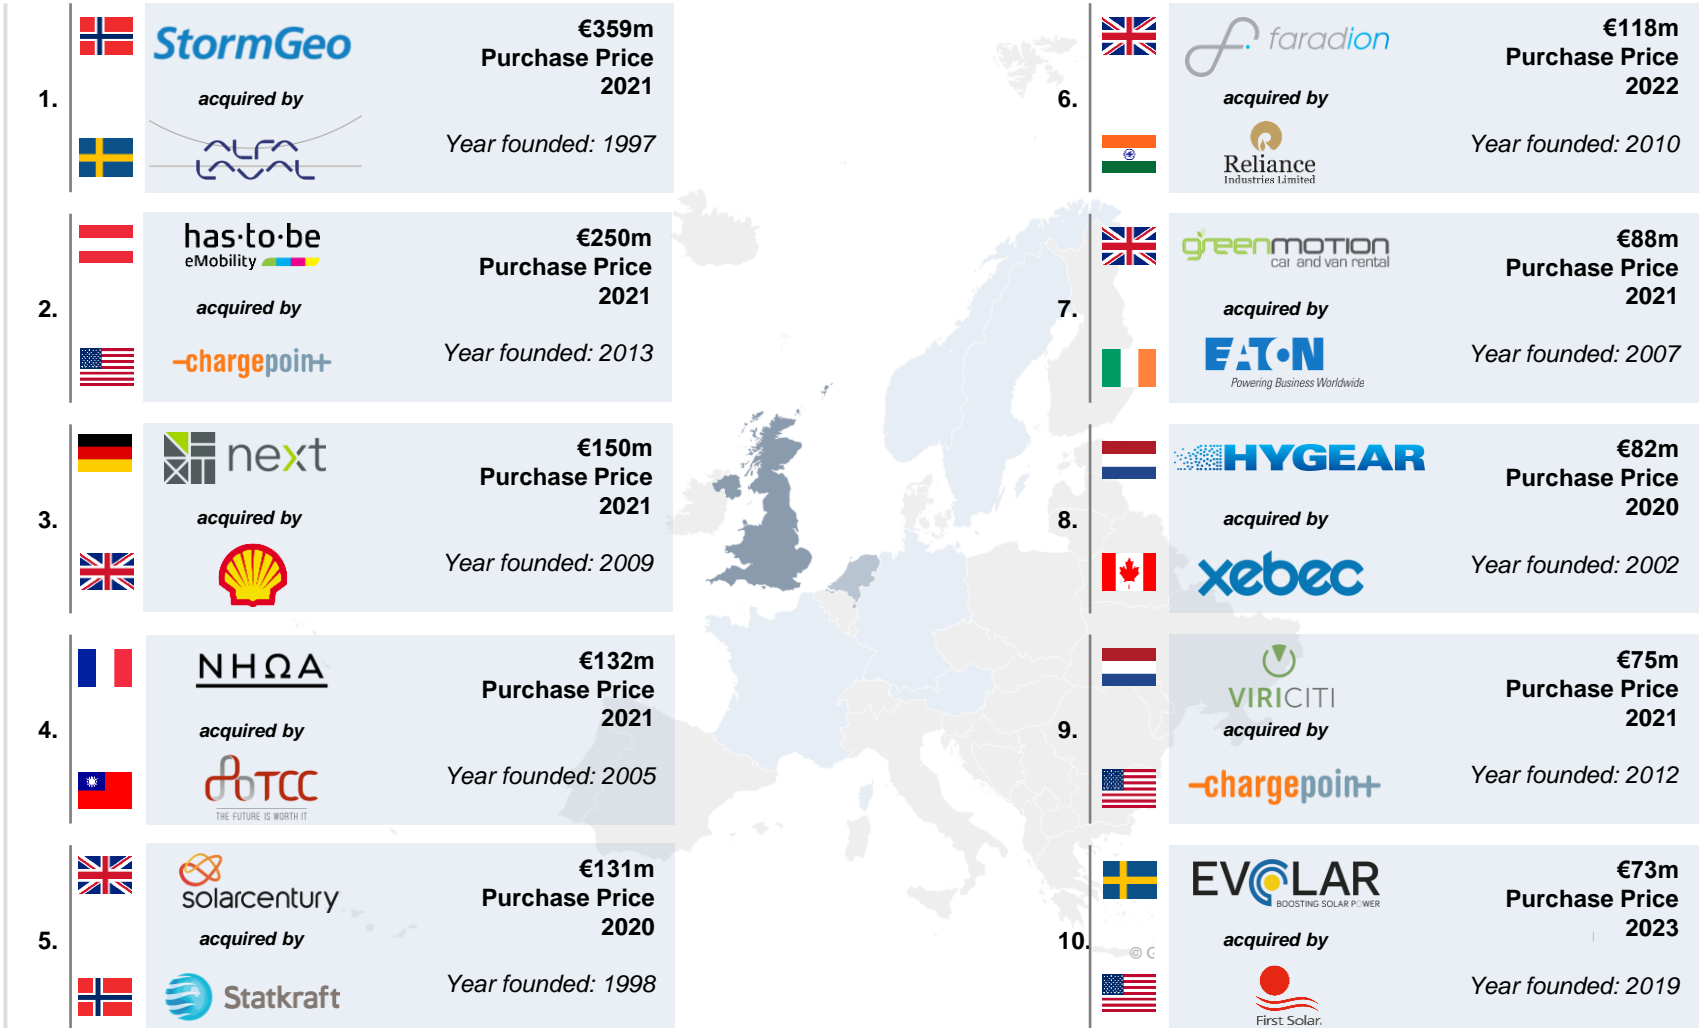 1.
StormGeo
acquired by
ALFA
LAVAL
€359m
Purchase Price
2021
Year founded: 1997
2.
has·to·be
eMobility
acquired by
chargepoint
€250m
Purchase Price
2021
Year founded: 2013
3.
next
acquired by
€150m
Purchase Price
2021
Year founded: 2009
4.
NHΩA
acquired by
TCC
THE FUTURE IS WORTH IT
€132m
Purchase Price
2021
Year founded: 2005
5.
solarcentury
acquired by
Statkraft
€131m
Purchase Price
2020
Year founded: 1998
6.
faradion
acquired by
Reliance
Industries Limited
€118m
Purchase Price
2022
Year founded: 2010
7.
greenmotion
car and van rental
acquired by
EATON
Powering Business Worldwide
€88m
Purchase Price
2021
Year founded: 2007
8.
HYGEAR
acquired by
xebec
€82m
Purchase Price
2020
Year founded: 2002
9.
VIRICITI
acquired by
chargepoint
€75m
Purchase Price
2021
Year founded: 2012
10.
EVOLAR
BOOSTING SOLAR POWER
acquired by
First Solar.
€73m
Purchase Price
2023
Year founded: 2019
©